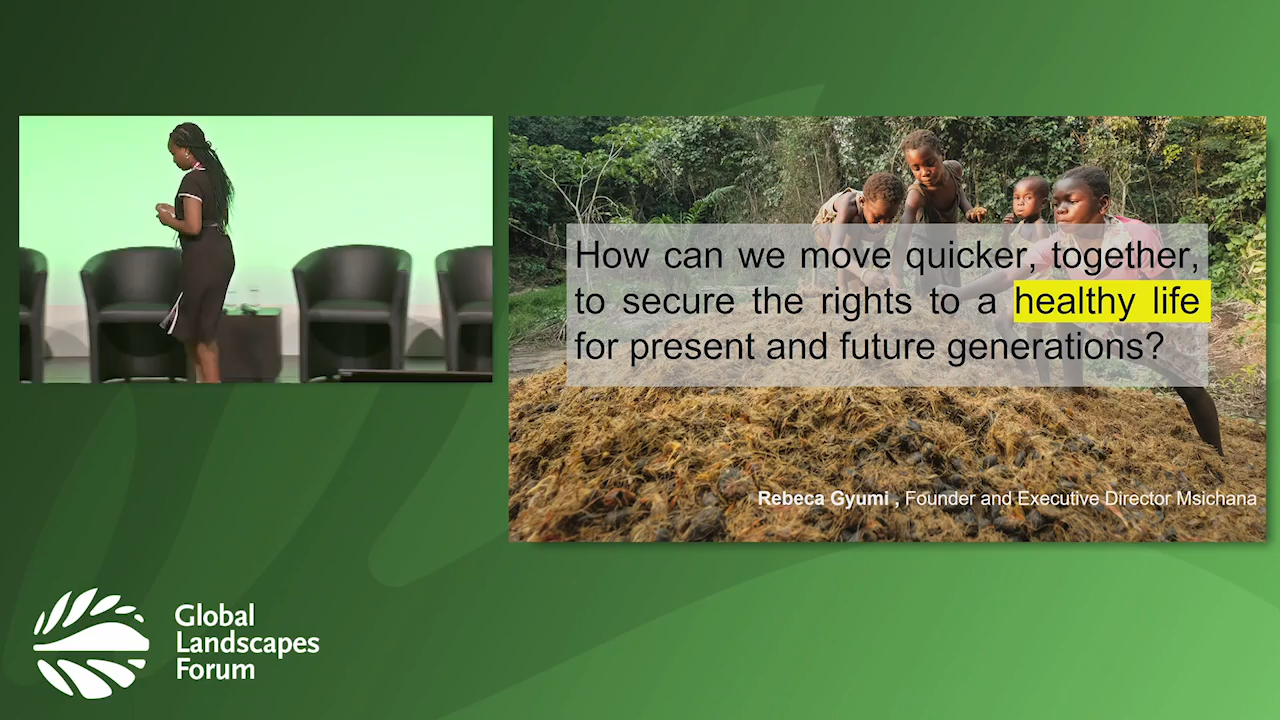 How can we move quicker, together,
to secure the rights to a healthy life
for present and future generations?
Rebeca Gyumi , Founder and Executive Director Msichana
Global
Landscapes
Forum